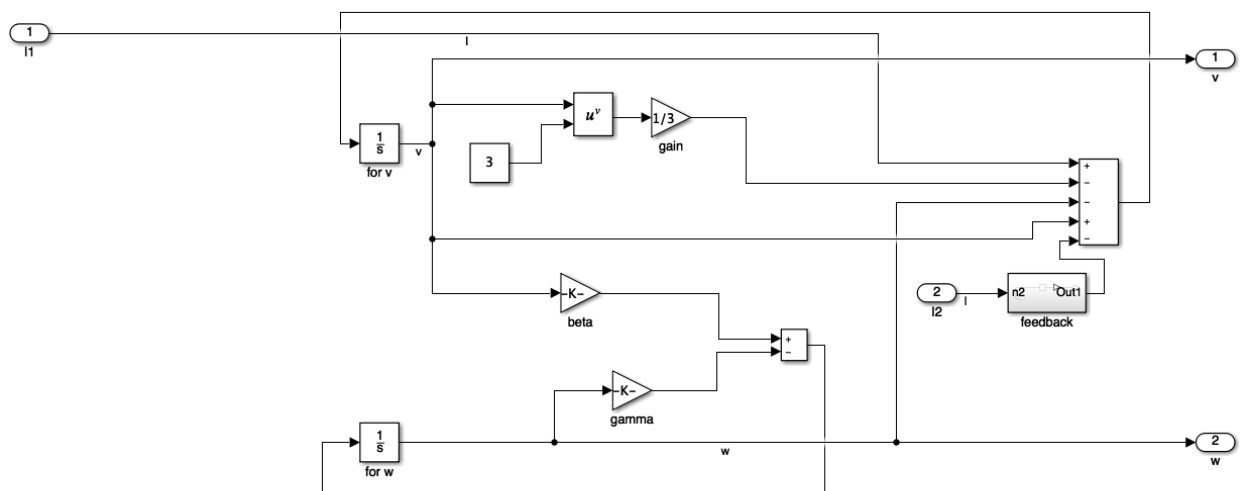 1
I1
I
1
v
u^v
1/3
gain
1
s
for v
v
3
+
−
−
+
−
-K-
beta
2
I2
I
n2
Out1
feedback
+
−
-K-
gamma
1
s
for w
w
2
w